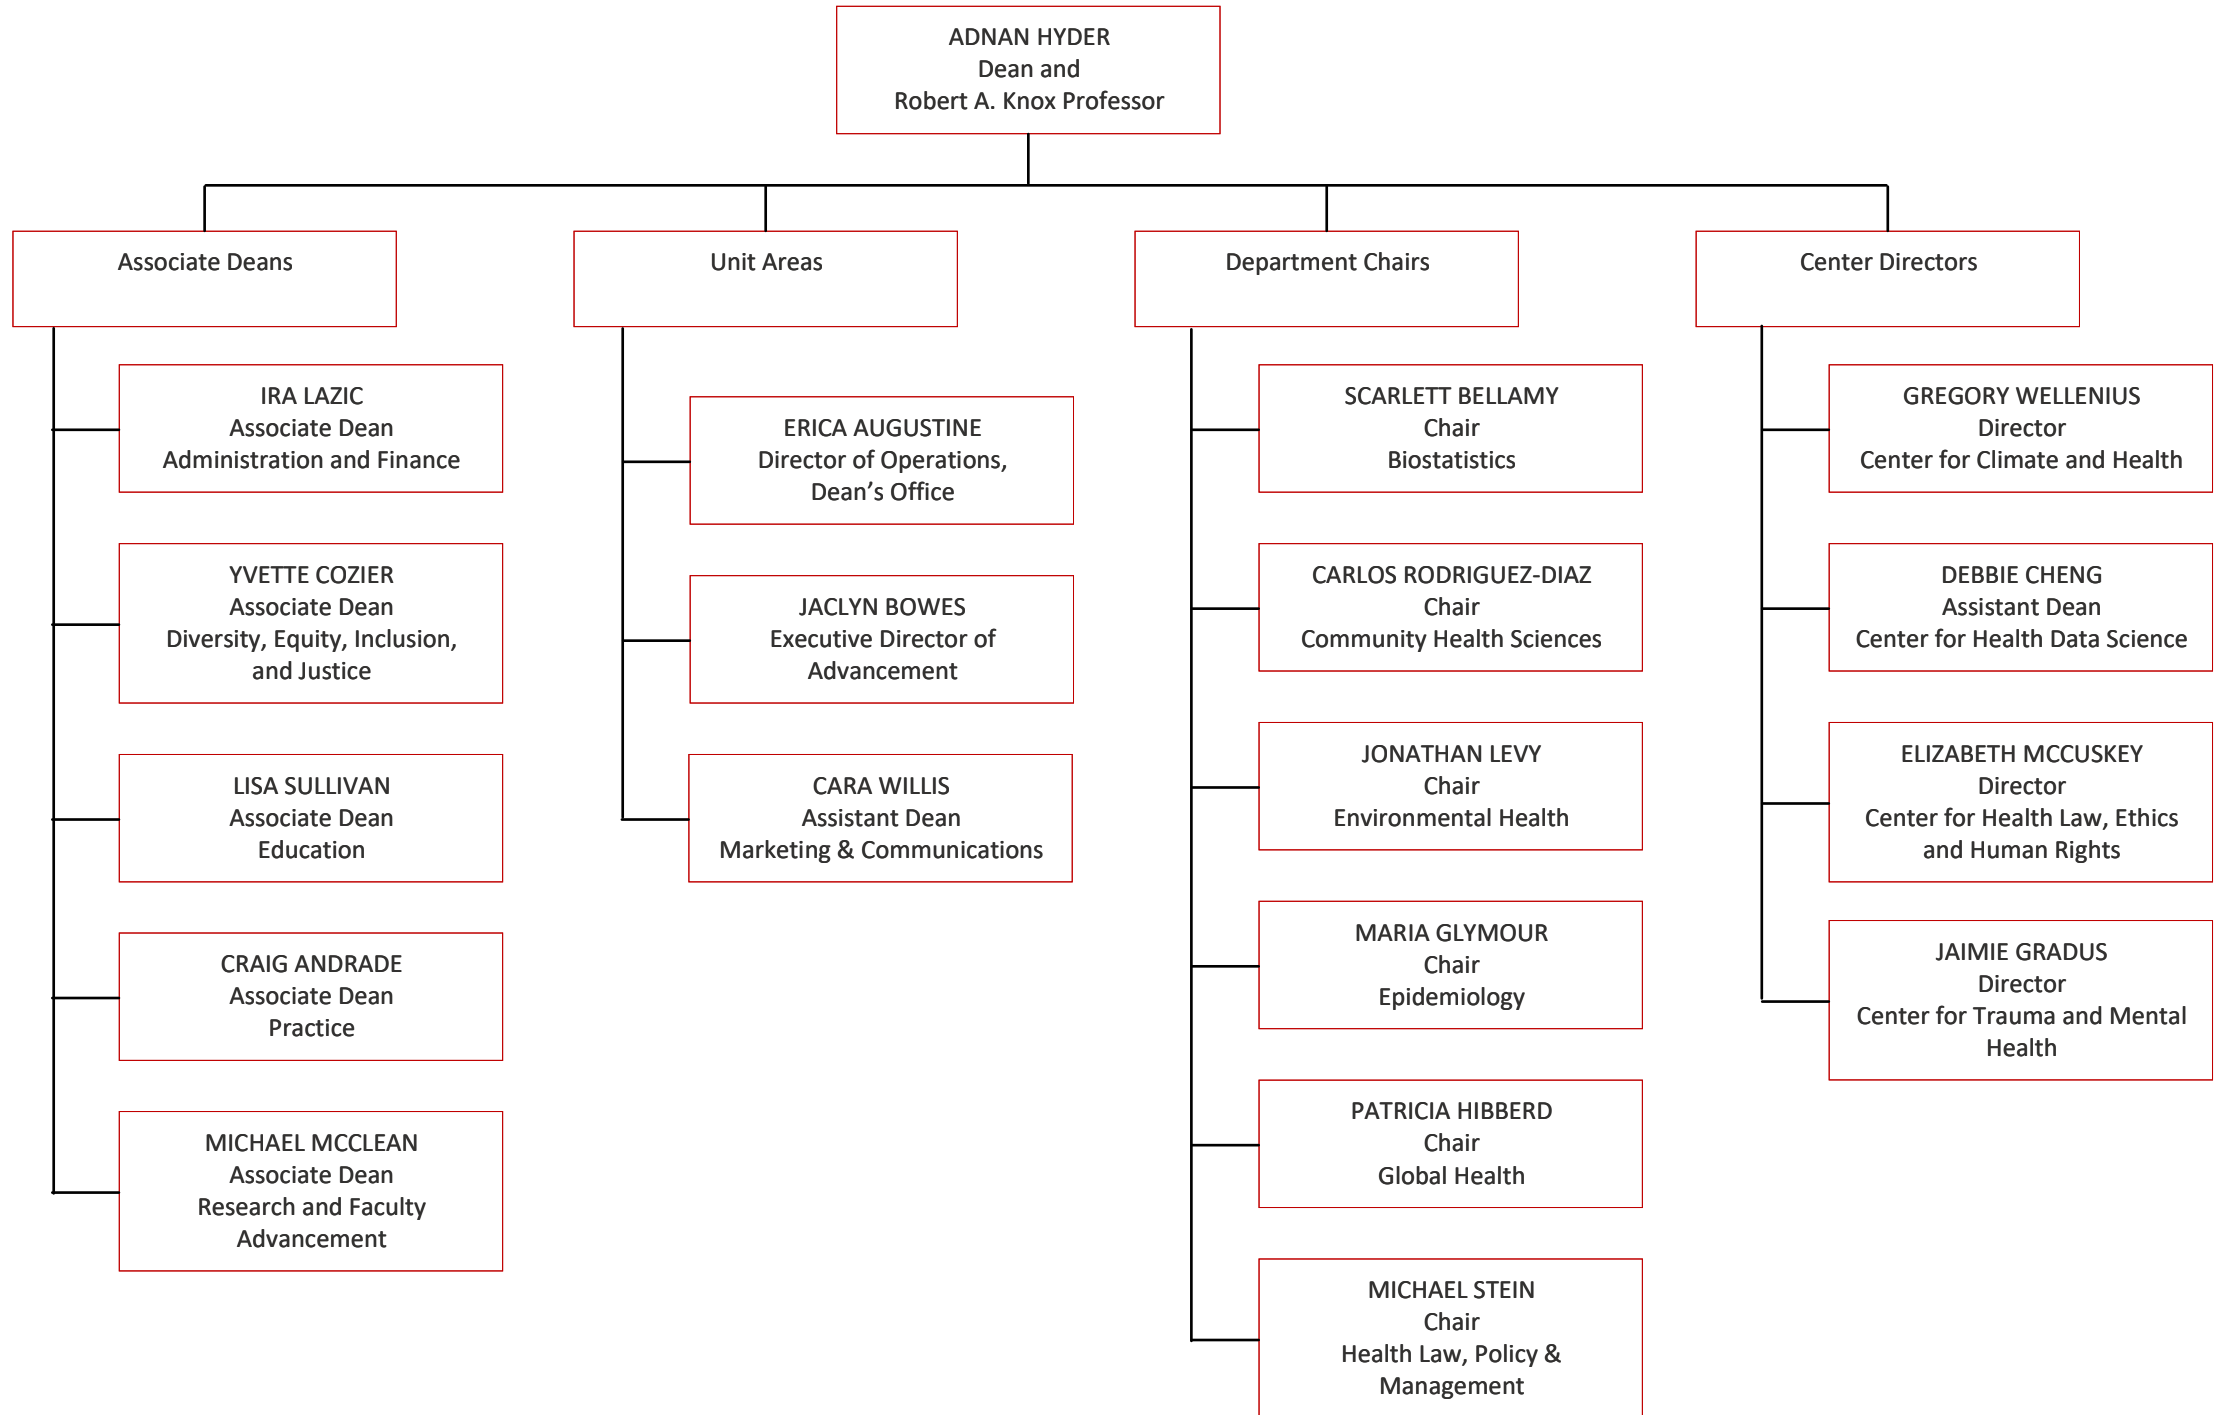 ADNAN HYDER
Dean and
Robert A. Knox Professor
Associate Deans
IRA LAZIC
Associate Dean
Administration and Finance
YVETTE COZIER
Associate Dean
Diversity, Equity, Inclusion,
and Justice
LISA SULLIVAN
Associate Dean
Education
CRAIG ANDRADE
Associate Dean
Practice
MICHAEL MCCLEAN
Associate Dean
Research and Faculty
Advancement
Unit Areas
ERICA AUGUSTINE
Director of Operations,
Dean’s Office
JACLYN BOWES
Executive Director of
Advancement
CARA WILLIS
Assistant Dean
Marketing & Communications
Department Chairs
SCARLETT BELLAMY
Chair
Biostatistics
CARLOS RODRIGUEZ-DIAZ
Chair
Community Health Sciences
JONATHAN LEVY
Chair
Environmental Health
MARIA GLYMOUR
Chair
Epidemiology
PATRICIA HIBBERD
Chair
Global Health
MICHAEL STEIN
Chair
Health Law, Policy &
Management
Center Directors
GREGORY WELLENIUS
Director
Center for Climate and Health
DEBBIE CHENG
Assistant Dean
Center for Health Data Science
ELIZABETH MCCUSKEY
Director
Center for Health Law, Ethics
and Human Rights
JAIMIE GRADUS
Director
Center for Trauma and Mental
Health